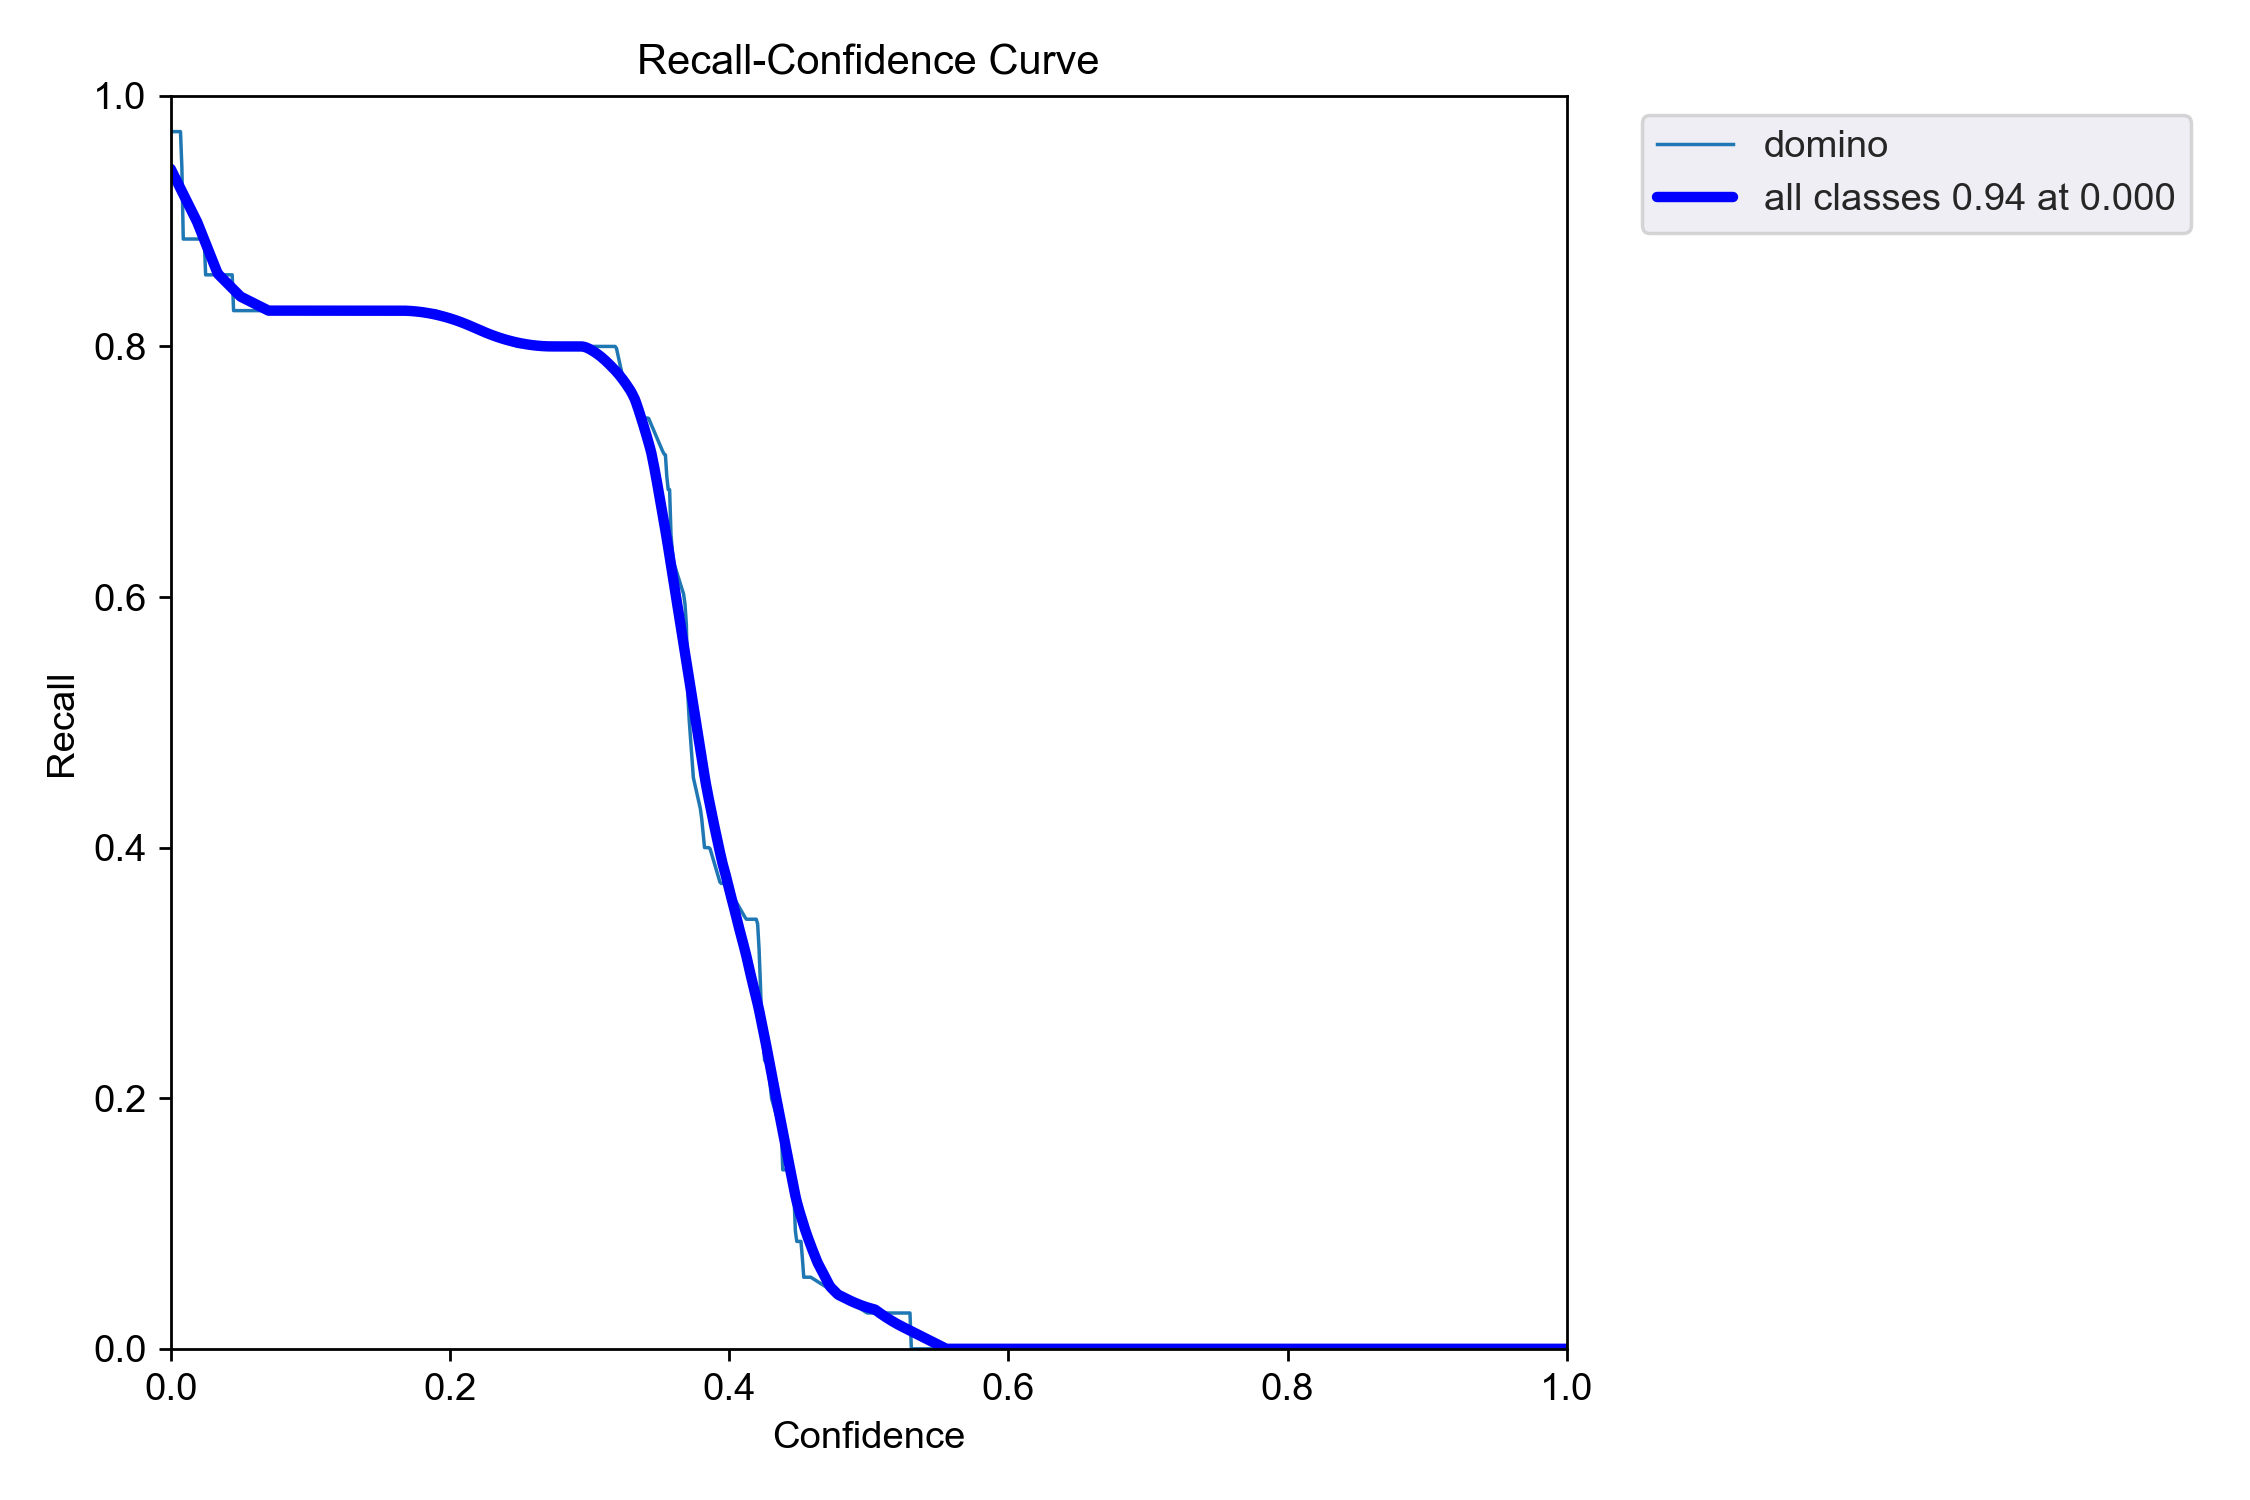 Recall-Confidence Curve
1.0
0.8
0.6
0.4
0.2
0.0
Recall
0.0 0.2 0.4 0.6 0.8 1.0
Confidence
domino
all classes 0.94 at 0.000